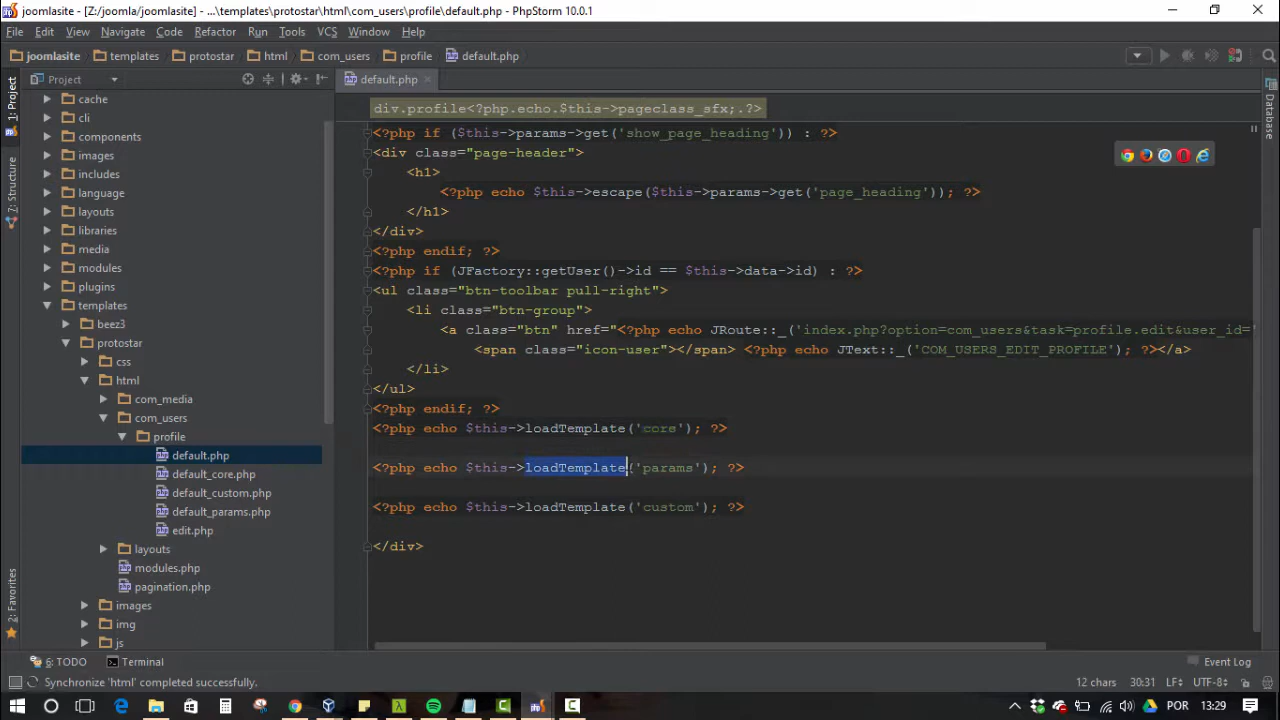 joomlasite - [Z:/joomla/joomlasite] - ...\templates\protostar\html\com_users\profile\default.php - PhpStorm 10.0.1
File Edit View Navigate Code Refactor Run Tools VCS Window Help
joomlasite templates protostar html com_users profile default.php
Project
default.php
1: Project
7: Structure
2: Favorites
Database
cache
cli
components
images
includes
language
layouts
libraries
media
modules
plugins
templates
beez3
protostar
css
html
com_media
com_users
profile
default.php
default_core.php
default_custom.php
default_params.php
edit.php
layouts
modules.php
pagination.php
images
img
js
div.profile<?php.echo.$this->pageclass_sfx;.?>
<?php if ($this->params->get('show_page_heading')) : ?>
<div class="page-header">
<h1>
<?php echo $this->escape($this->params->get('page_heading')); ?>
</h1>
</div>
<?php endif; ?>
<?php if (JFactory::getUser()->id == $this->data->id) : ?>
<ul class="btn-toolbar pull-right">
<li class="btn-group">
<a class="btn" href="<?php echo JRoute::_('index.php?option=com_users&task=profile.edit&user_id='
<span class="icon-user"></span> <?php echo JText::_('COM_USERS_EDIT_PROFILE'); ?></a>
</li>
</ul>
<?php endif; ?>
<?php echo $this->loadTemplate('core'); ?>
<?php echo $this->loadTemplate('params'); ?>
<?php echo $this->loadTemplate('custom'); ?>
</div>
6: TODO Terminal Event Log
Synchronize 'html' completed successfully. 12 chars 30:31 LF UTF-8
POR 13:29